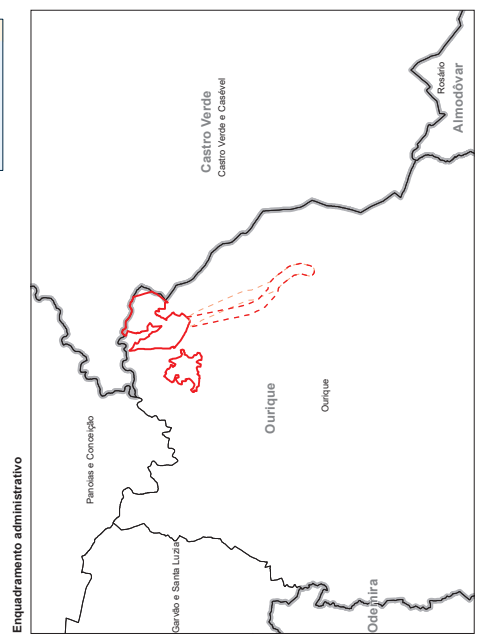 Enquadramento administrativo
Panoias e Conceição
Garvão e Santa Luzia
Castro Verde
Castro Verde e Casével
Ourique
Ourique
Odemira
Rosário
Almodôvar